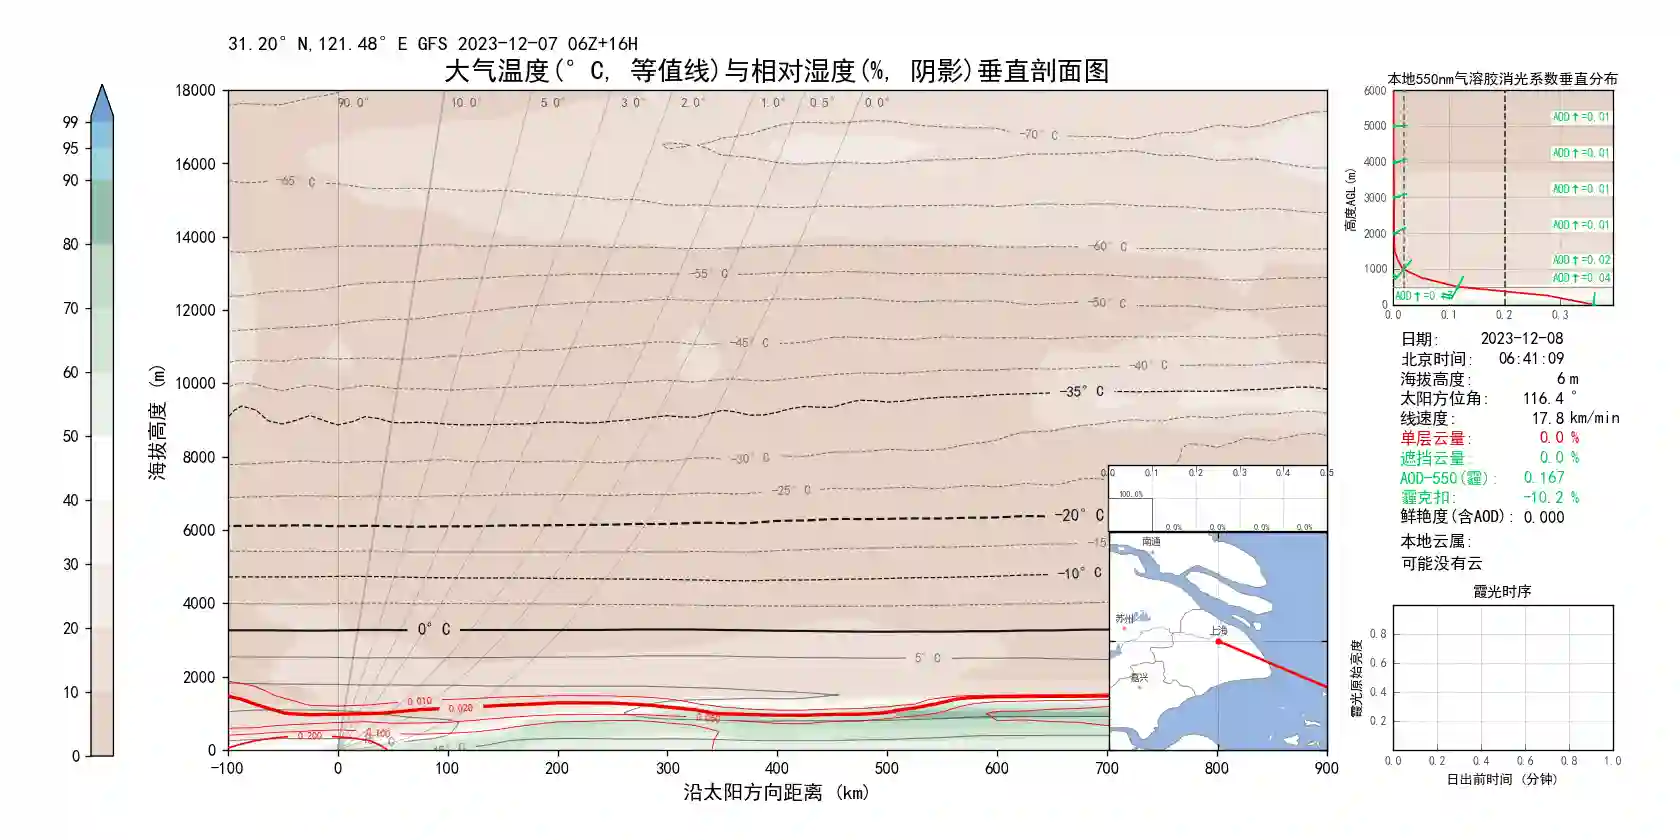 31.20°N,121.48°E GFS 2023-12-07 06Z+16H
大气温度(°C, 等值线)与相对湿度(%, 阴影)垂直剖面图
99
95
90
80
70
60
50
40
30
20
10
0
海拔高度 (m)
18000
16000
14000
12000
10000
8000
6000
4000
2000
0
90.0° 10.0° 5.0° 3.0° 2.0° 1.0° 0.5° 0.0°
-70°C
-65°C
-60°C
-55°C
-50°C
-45°C
-40°C
-35°C
-30°C
-25°C
-20°C
-15
-10°C
0°C
5°C
0.010
0.020
0.050
0.100
0.200
-100 0 100 200 300 400 500 600 700 800 900
沿太阳方向距离 (km)
0.0 0.1 0.2 0.3 0.4 0.5
100.0%
0.0% 0.0% 0.0% 0.0%
南通
苏州
上海
嘉兴
本地550nm气溶胶消光系数垂直分布
高度AGL(m)
6000
5000
4000
3000
2000
1000
0
AOD↑=0.01
AOD↑=0.01
AOD↑=0.01
AOD↑=0.01
AOD↑=0.02
AOD↑=0.04
0.0 0.1 0.2 0.3
日期: 2023-12-08
北京时间: 06:41:09
海拔高度: 6 m
太阳方位角: 116.4 °
线速度: 17.8 km/min
单层云量: 0.0 %
遮挡云量: 0.0 %
AOD-550(霾): 0.167
霾克扣: -10.2 %
鲜艳度(含AOD): 0.000
本地云属:
可能没有云
霞光时序
霞光原始亮度
0.8
0.6
0.4
0.2
0.0 0.2 0.4 0.6 0.8 1.0
日出前时间 (分钟)